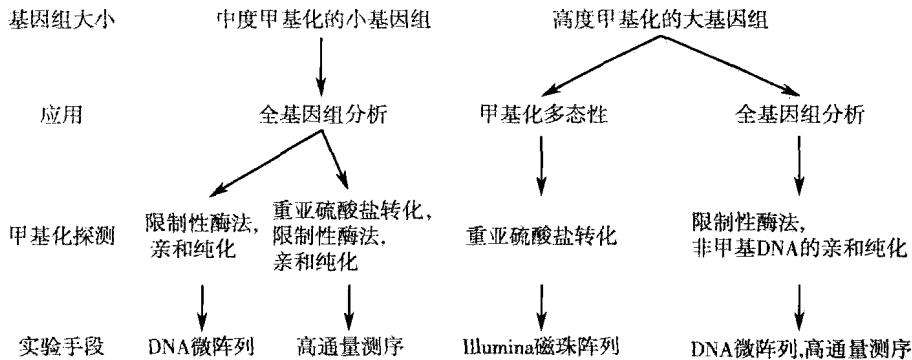 基因组大小 中度甲基化的小基因组 高度甲基化的大基因组
应用 全基因组分析 甲基化多态性 全基因组分析
甲基化探测
限制性酶法,
亲和纯化
重亚硫酸盐转化,
限制性酶法,
亲和纯化
重亚硫酸盐转化
限制性酶法,
非甲基DNA的亲和纯化
实验手段 DNA微阵列 高通量测序 Illumina磁珠阵列 DNA微阵列,高通量测序